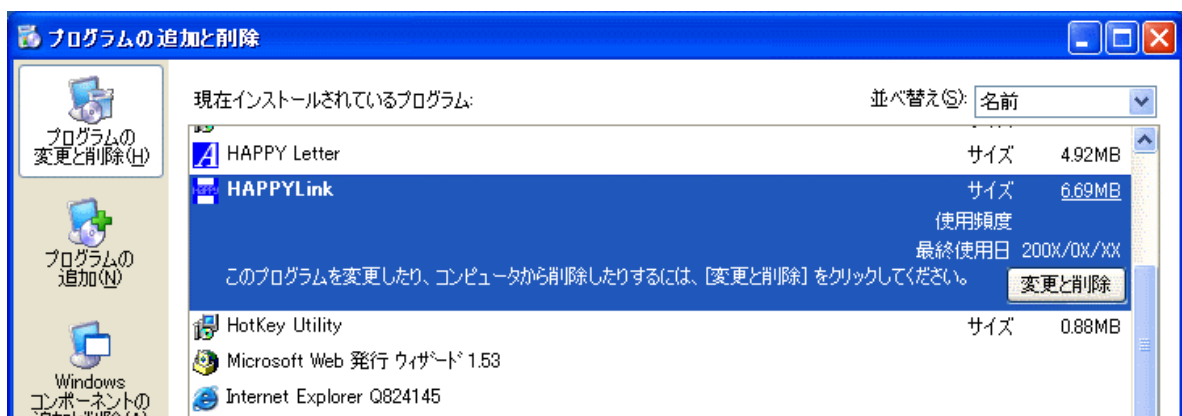 プログラムの追加と削除
プログラムの
変更と削除(H)
プログラムの
追加(N)
Windows
コンポーネントの
現在インストールされているプログラム:
並べ替え(S): 名前
HAPPY Letter サイズ 4.92MB
HAPPYLink サイズ 6.69MB
使用頻度
最終使用日 200X/0X/XX
このプログラムを変更したり、コンピュータから削除したりするには、[変更と削除] をクリックしてください。
変更と削除
HotKey Utility サイズ 0.88MB
Microsoft Web 発行 ウィザード 1.53
Internet Explorer Q824145